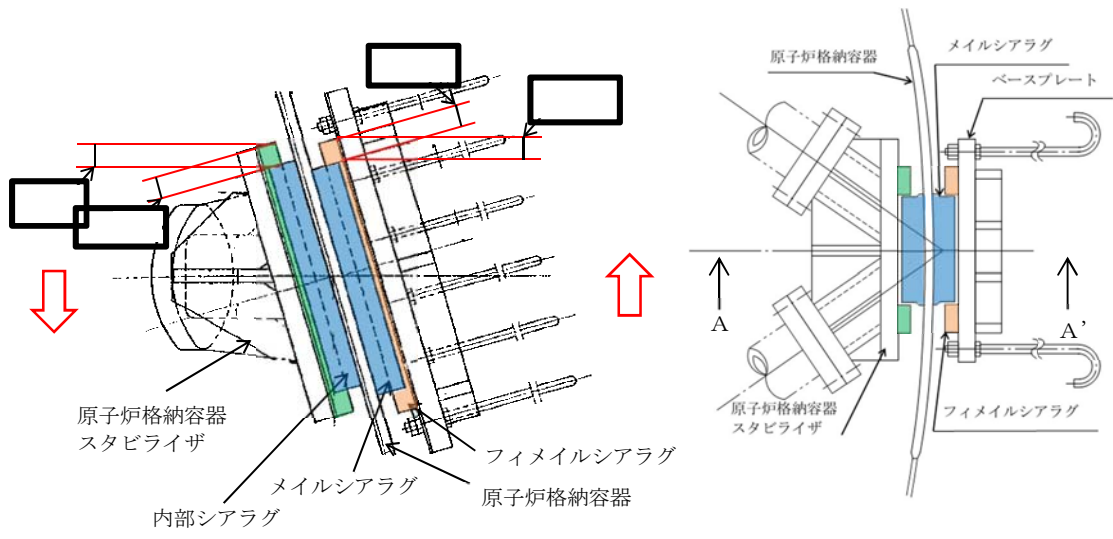 原子炉格納容器
スタビライザ
内部シアラグ
メイルシアラグ
フィメイルシアラグ
原子炉格納容器
メイルシアラグ
原子炉格納容器
ベースプレート
A
A’
原子炉格納容器
スタビライザ
フィメイルシアラグ